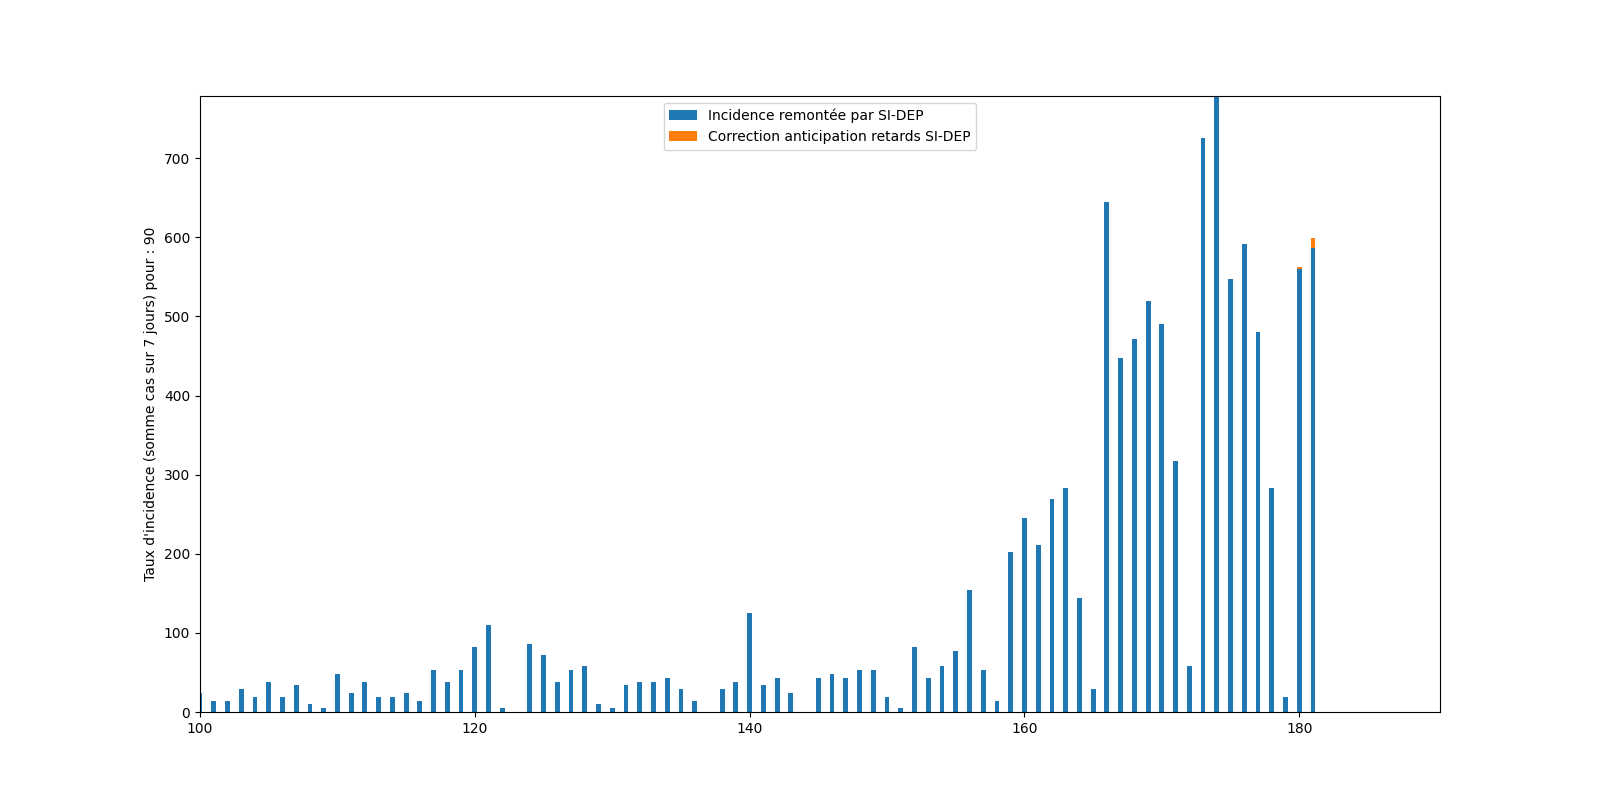 Incidence remontée par SI-DEP
Correction anticipation retards SI-DEP
Taux d'incidence (somme cas sur 7 jours) pour : 90
700
600
500
400
300
200
100
0
100 120 140 160 180